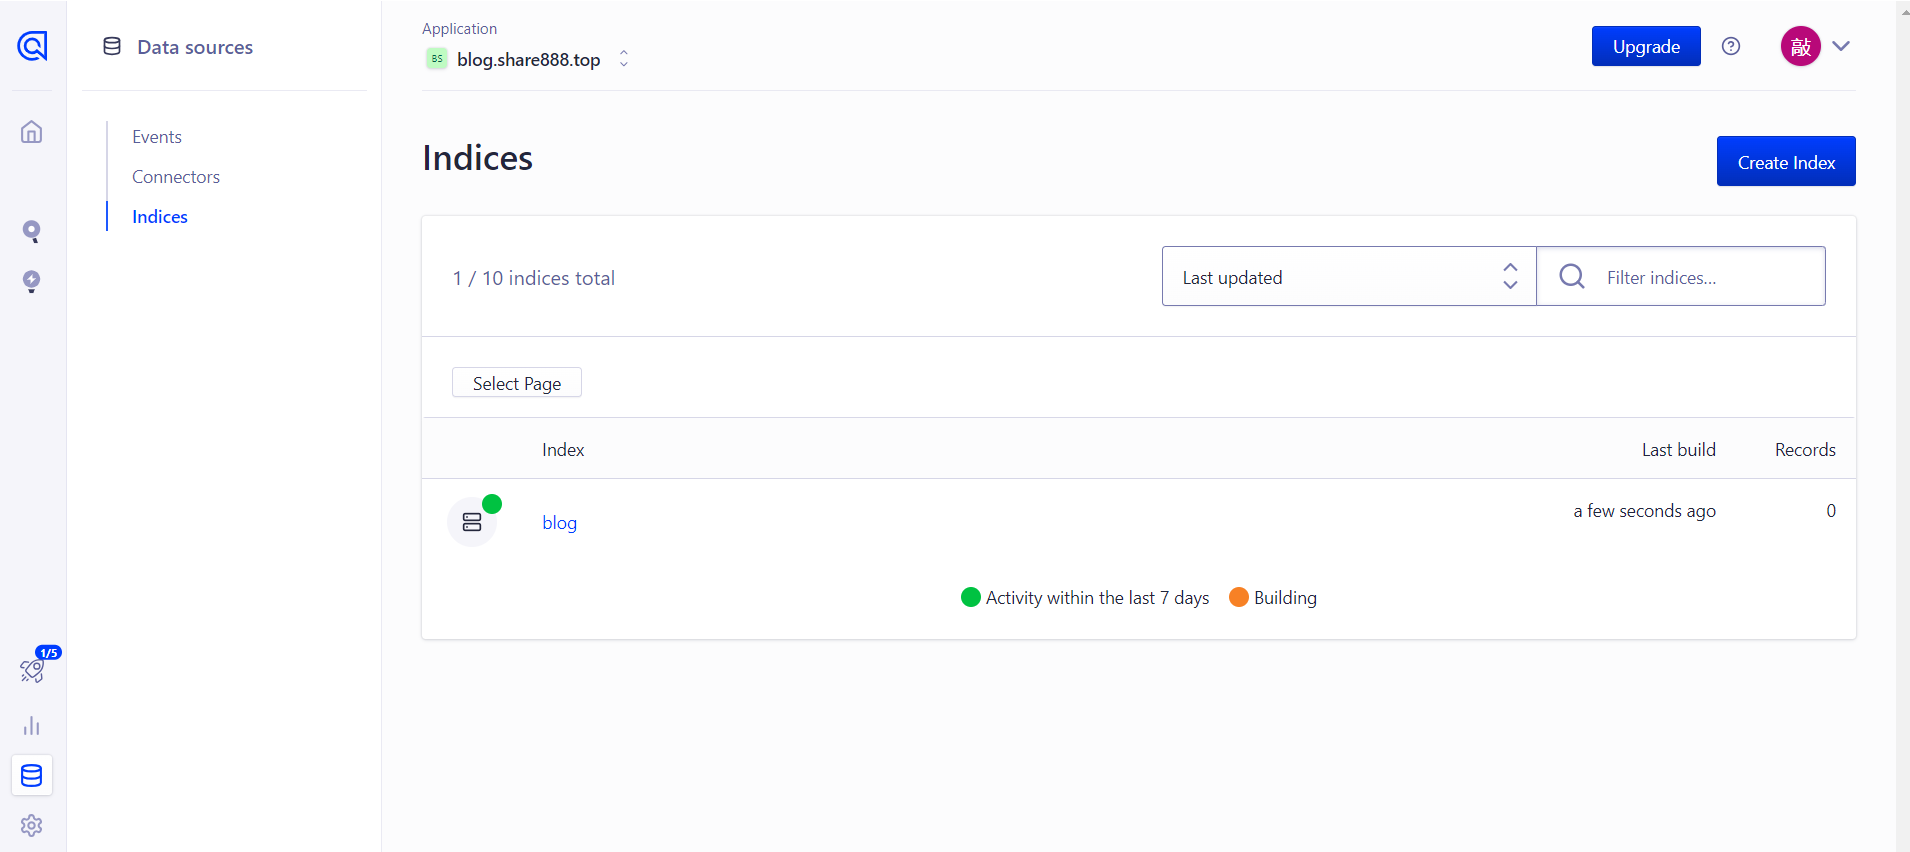 Data sources
Events
Connectors
Indices
Application
BS blog.share888.top
Upgrade
敲
Indices
Create Index
1 / 10 indices total
Last updated
Filter indices...
Select Page
Index Last build Records
blog a few seconds ago 0
Activity within the last 7 days Building
1/5